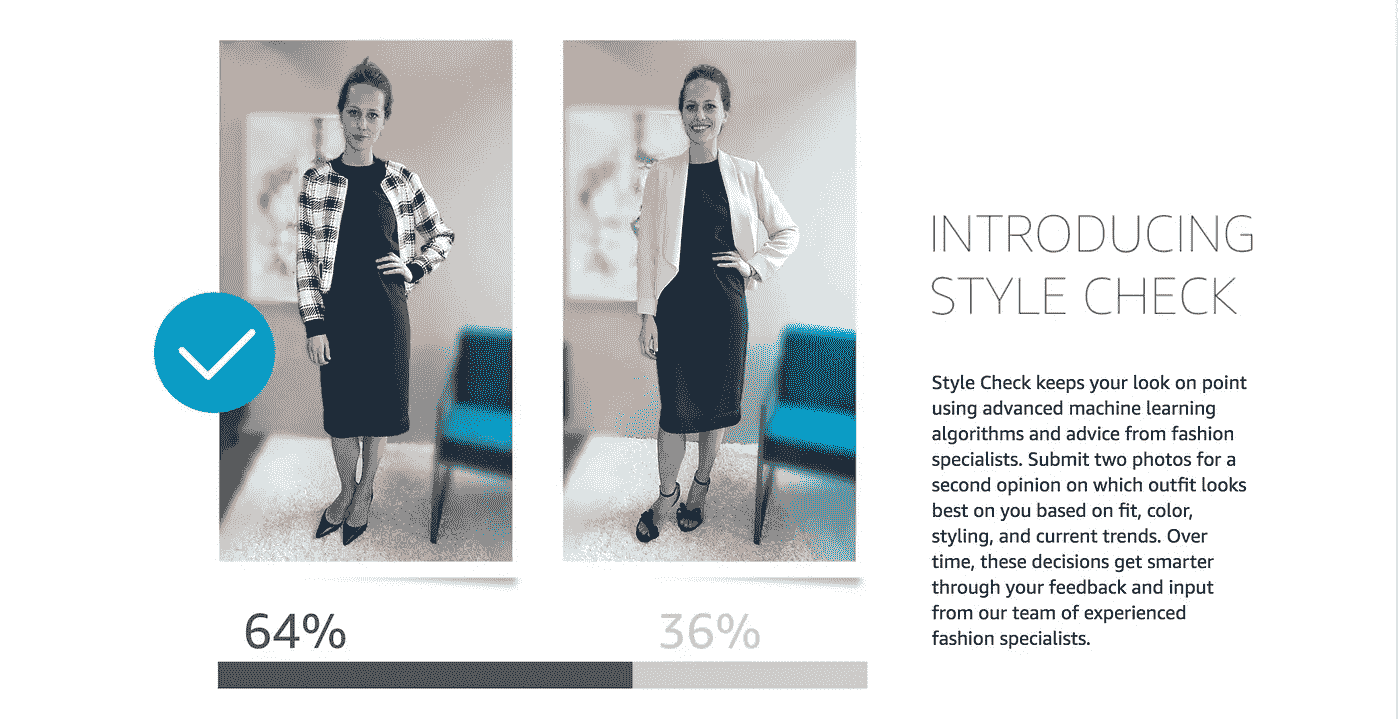 INTRODUCING
STYLE CHECK
Style Check keeps your look on point
using advanced machine learning
algorithms and advice from fashion
specialists. Submit two photos for a
second opinion on which outfit looks
best on you based on fit, color,
styling, and current trends. Over
time, these decisions get smarter
through your feedback and input
from our team of experienced
fashion specialists.
64%
36%